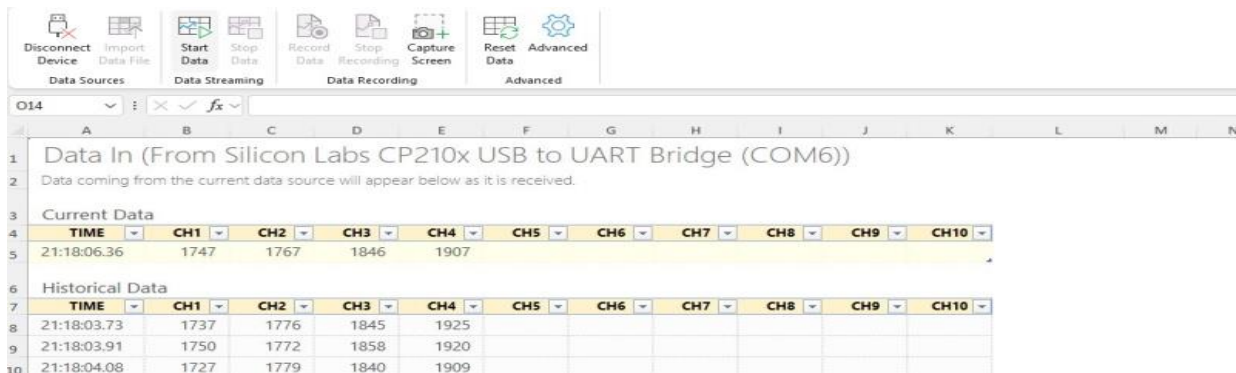 Disconnect Device Import Data File Start Data Stop Data Record Data Stop Recording Capture Screen Reset Data Advanced
Data Sources Data Streaming Data Recording Advanced
O14 fx
A B C D E F G H I J K L M N
1 Data In (From Silicon Labs CP210x USB to UART Bridge (COM6))
2 Data coming from the current data source will appear below as it is received.
3 Current Data
4 TIME CH1 CH2 CH3 CH4 CH5 CH6 CH7 CH8 CH9 CH10
5 21:18:06.36 1747 1767 1846 1907
6 Historical Data
7 TIME CH1 CH2 CH3 CH4 CH5 CH6 CH7 CH8 CH9 CH10
8 21:18:03.73 1737 1776 1845 1925
9 21:18:03.91 1750 1772 1858 1920
10 21:18:04.08 1727 1779 1840 1909